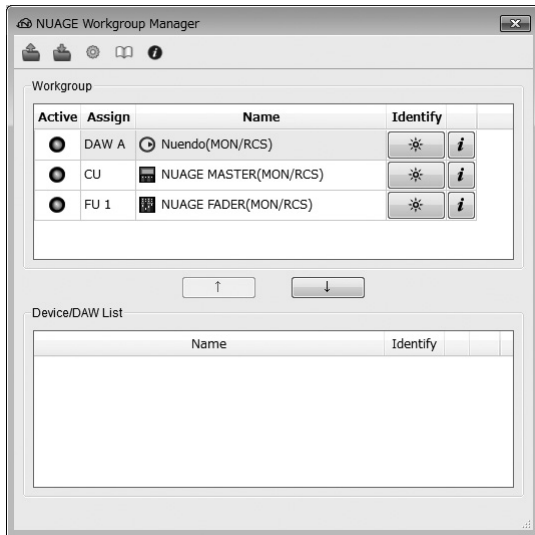 NUAGE Workgroup Manager
Workgroup
Active Assign Name Identify
DAW A Nuendo(MON/RCS) i
CU NUAGE MASTER(MON/RCS) i
FU 1 NUAGE FADER(MON/RCS) i
↑ ↓
Device/DAW List
Name Identify